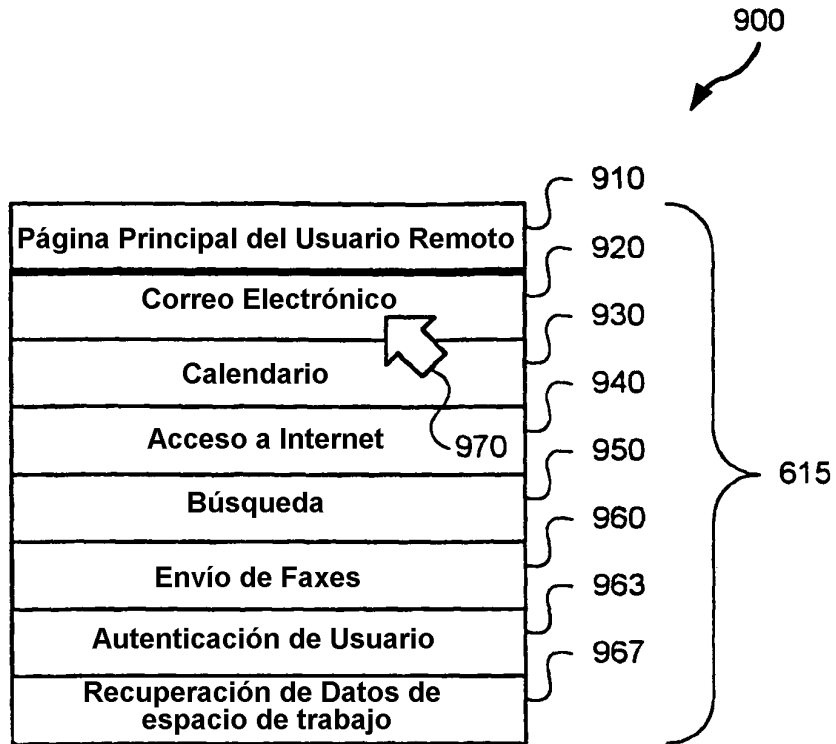 900
910
Página Principal del Usuario Remoto
920
Correo Electrónico
930
Calendario
940
Acceso a Internet
970
950
615
Búsqueda
960
Envío de Faxes
963
Autenticación de Usuario
967
Recuperación de Datos de
espacio de trabajo